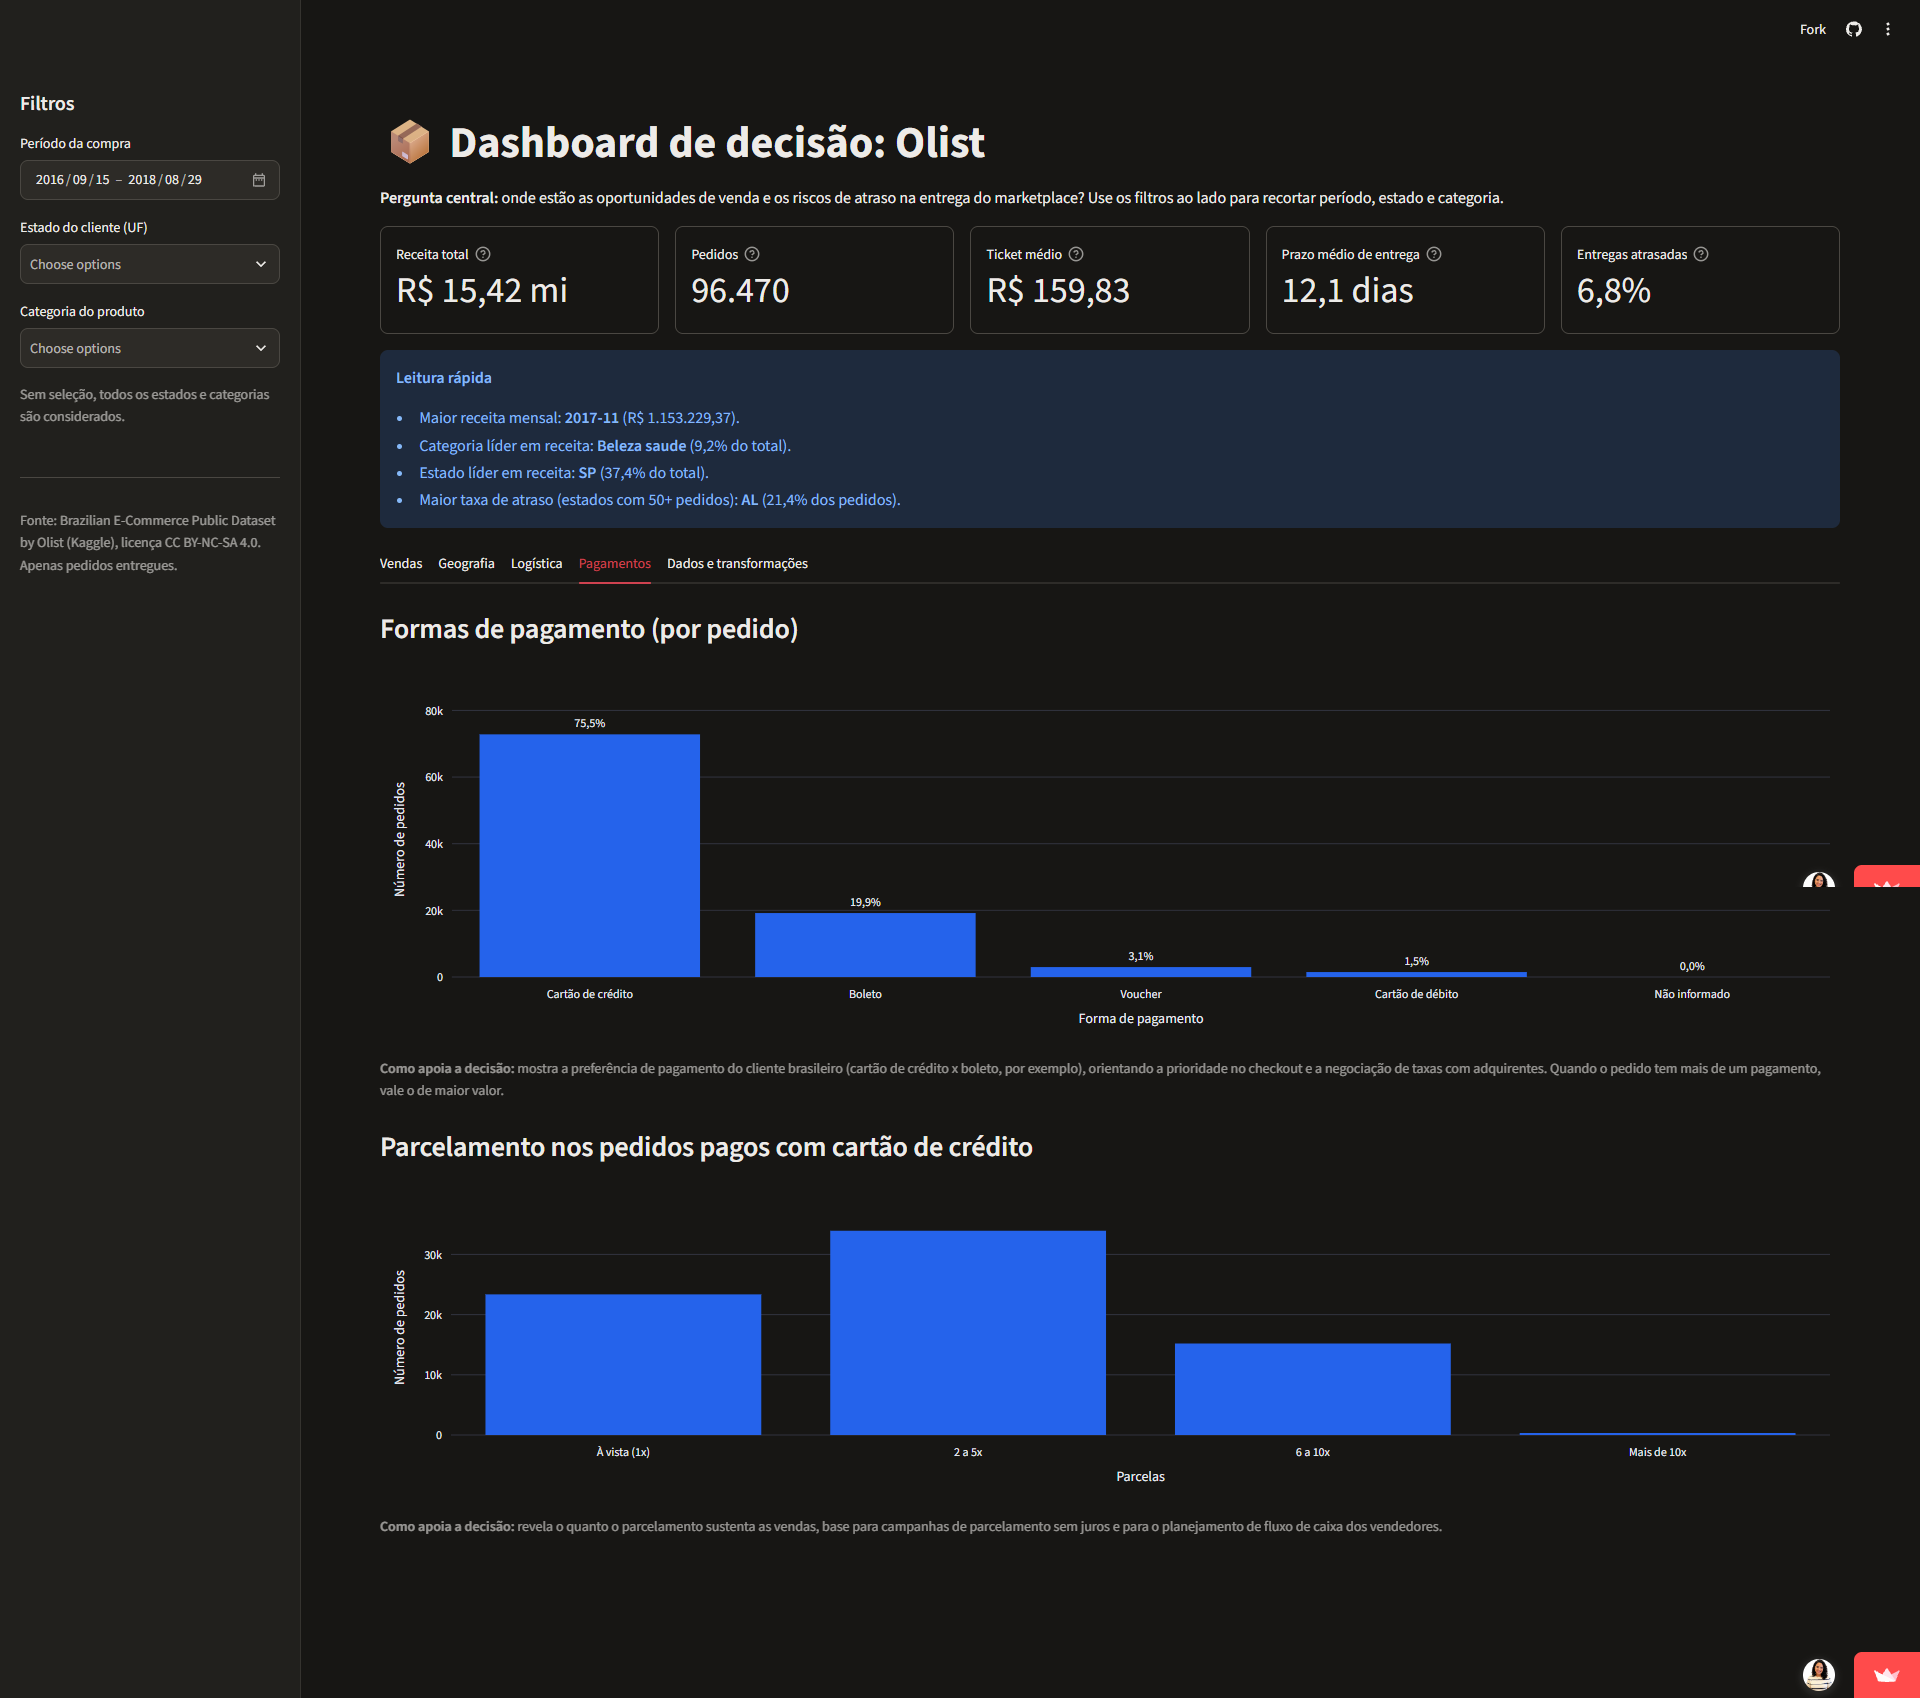 Fork
Filtros
Período da compra
2016/09/15 – 2018/08/29
Estado do cliente (UF)
Choose options
Categoria do produto
Choose options
Sem seleção, todos os estados e categorias
são considerados.
Fonte: Brazilian E-Commerce Public Dataset
by Olist (Kaggle), licença CC BY-NC-SA 4.0.
Apenas pedidos entregues.
Dashboard de decisão: Olist
Pergunta central: onde estão as oportunidades de venda e os riscos de atraso na entrega do marketplace? Use os filtros ao lado para recortar período, estado e categoria.
Receita total
R$ 15,42 mi
Pedidos
96.470
Ticket médio
R$ 159,83
Prazo médio de entrega
12,1 dias
Entregas atrasadas
6,8%
Leitura rápida
• Maior receita mensal: 2017-11 (R$ 1.153.229,37).
• Categoria líder em receita: Beleza saude (9,2% do total).
• Estado líder em receita: SP (37,4% do total).
• Maior taxa de atraso (estados com 50+ pedidos): AL (21,4% dos pedidos).
Vendas Geografia Logística Pagamentos Dados e transformações
Formas de pagamento (por pedido)
Número de pedidos
80k
60k
40k
20k
0
75,5%
19,9%
3,1%
1,5%
0,0%
Cartão de crédito Boleto Voucher Cartão de débito Não informado
Forma de pagamento
Como apoia a decisão: mostra a preferência de pagamento do cliente brasileiro (cartão de crédito x boleto, por exemplo), orientando a prioridade no checkout e a negociação de taxas com adquirentes. Quando o pedido tem mais de um pagamento,
vale o de maior valor.
Parcelamento nos pedidos pagos com cartão de crédito
Número de pedidos
30k
20k
10k
0
À vista (1x) 2 a 5x 6 a 10x Mais de 10x
Parcelas
Como apoia a decisão: revela o quanto o parcelamento sustenta as vendas, base para campanhas de parcelamento sem juros e para o planejamento de fluxo de caixa dos vendedores.